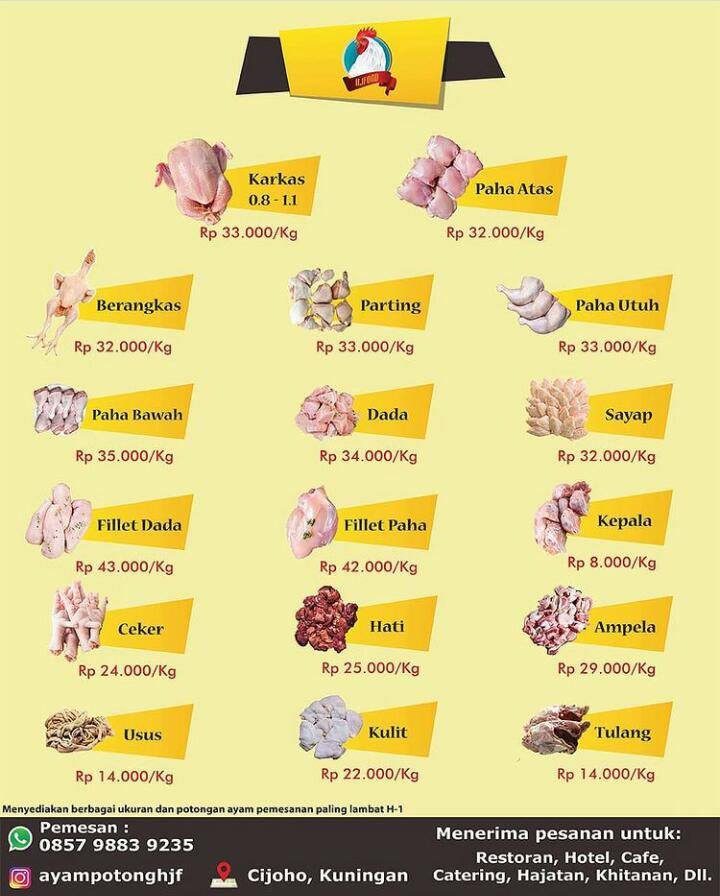 HJFOOD
Karkas
0.8 - 1.1
Rp 33.000/Kg
Paha Atas
Rp 32.000/Kg
Berangkas
Rp 32.000/Kg
Parting
Rp 33.000/Kg
Paha Utuh
Rp 33.000/Kg
Paha Bawah
Rp 35.000/Kg
Dada
Rp 34.000/Kg
Sayap
Rp 32.000/Kg
Fillet Dada
Rp 43.000/Kg
Fillet Paha
Rp 42.000/Kg
Kepala
Rp 8.000/Kg
Ceker
Rp 24.000/Kg
Hati
Rp 25.000/Kg
Ampela
Rp 29.000/Kg
Usus
Rp 14.000/Kg
Kulit
Rp 22.000/Kg
Tulang
Rp 14.000/Kg
Menyediakan berbagai ukuran dan potongan ayam pemesanan paling lambat H-1
Pemesan :
0857 9883 9235
ayampotonghjf
Cijoho, Kuningan
Menerima pesanan untuk:
Restoran, Hotel, Cafe,
Catering, Hajatan, Khitanan, Dll.